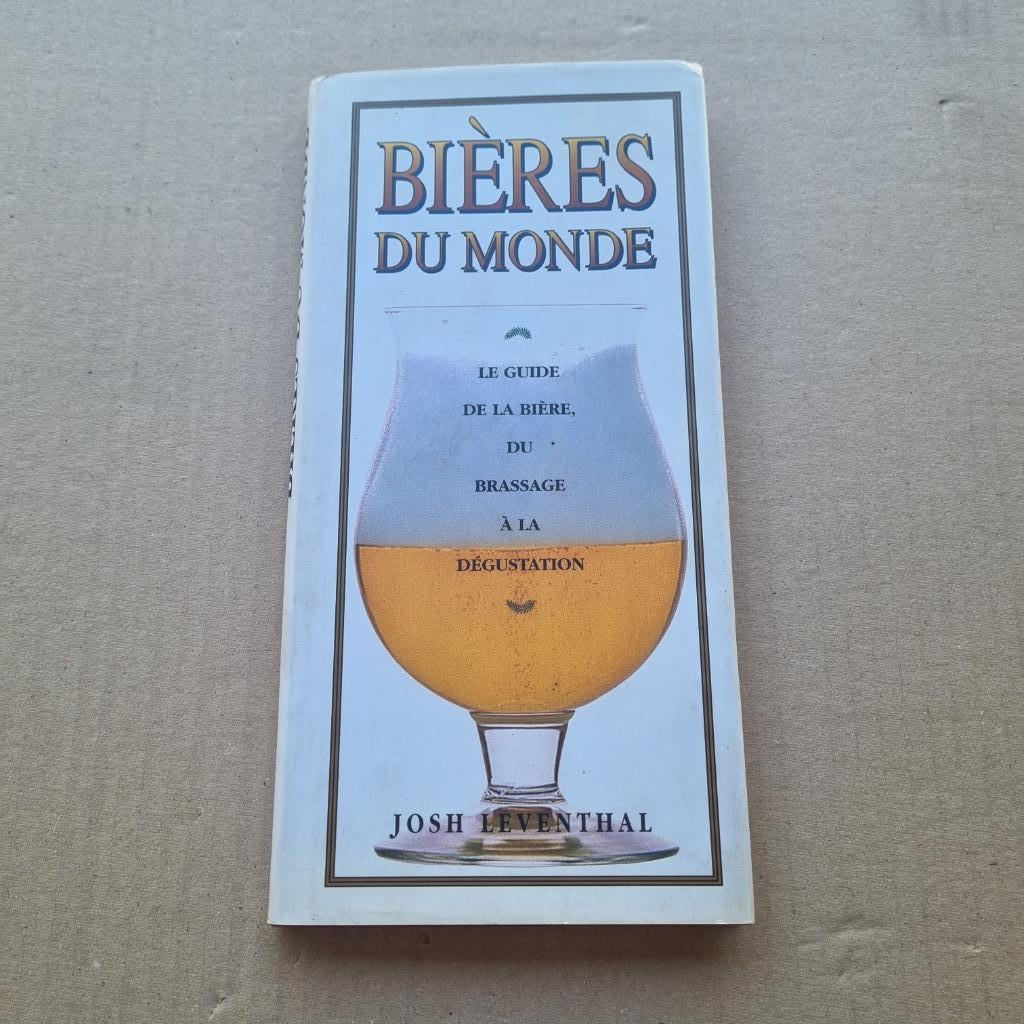 BIÈRES
DU MONDE
LE GUIDE
DE LA BIÈRE,
DU
BRASSAGE
À LA
DÉGUSTATION
JOSH LEVENTHAL